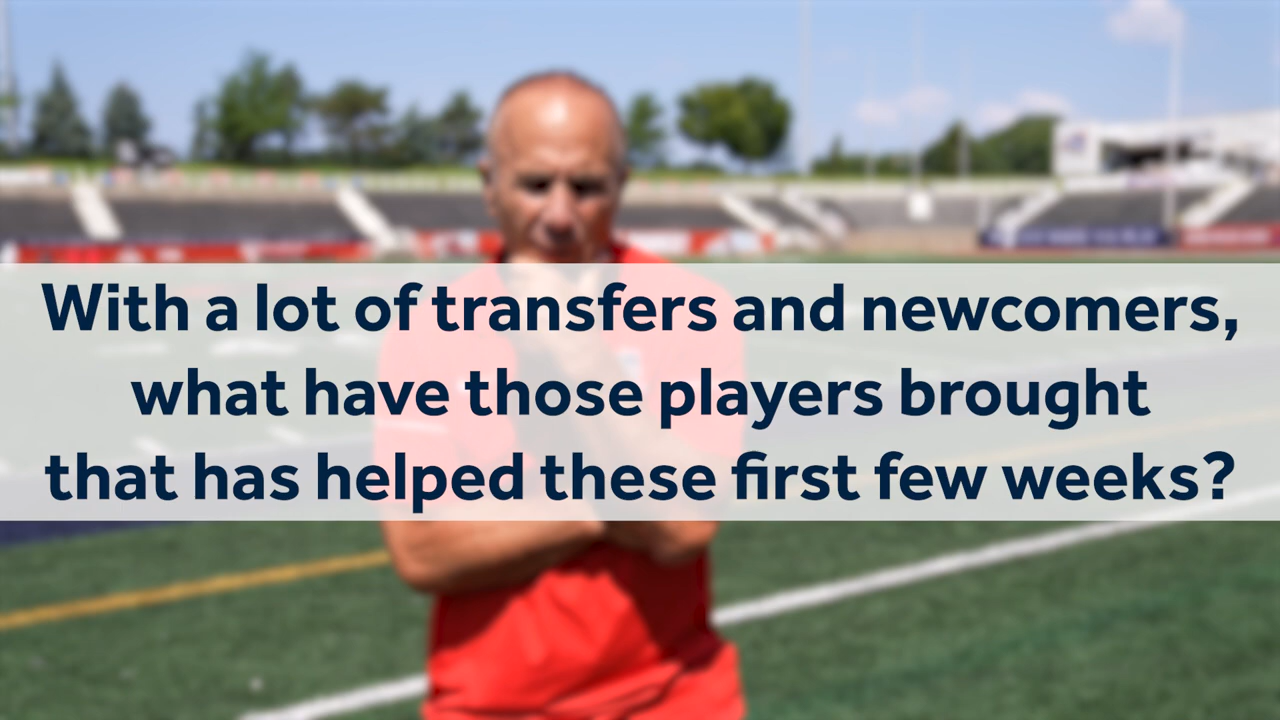 With a lot of transfers and newcomers,
what have those players brought
that has helped these first few weeks?